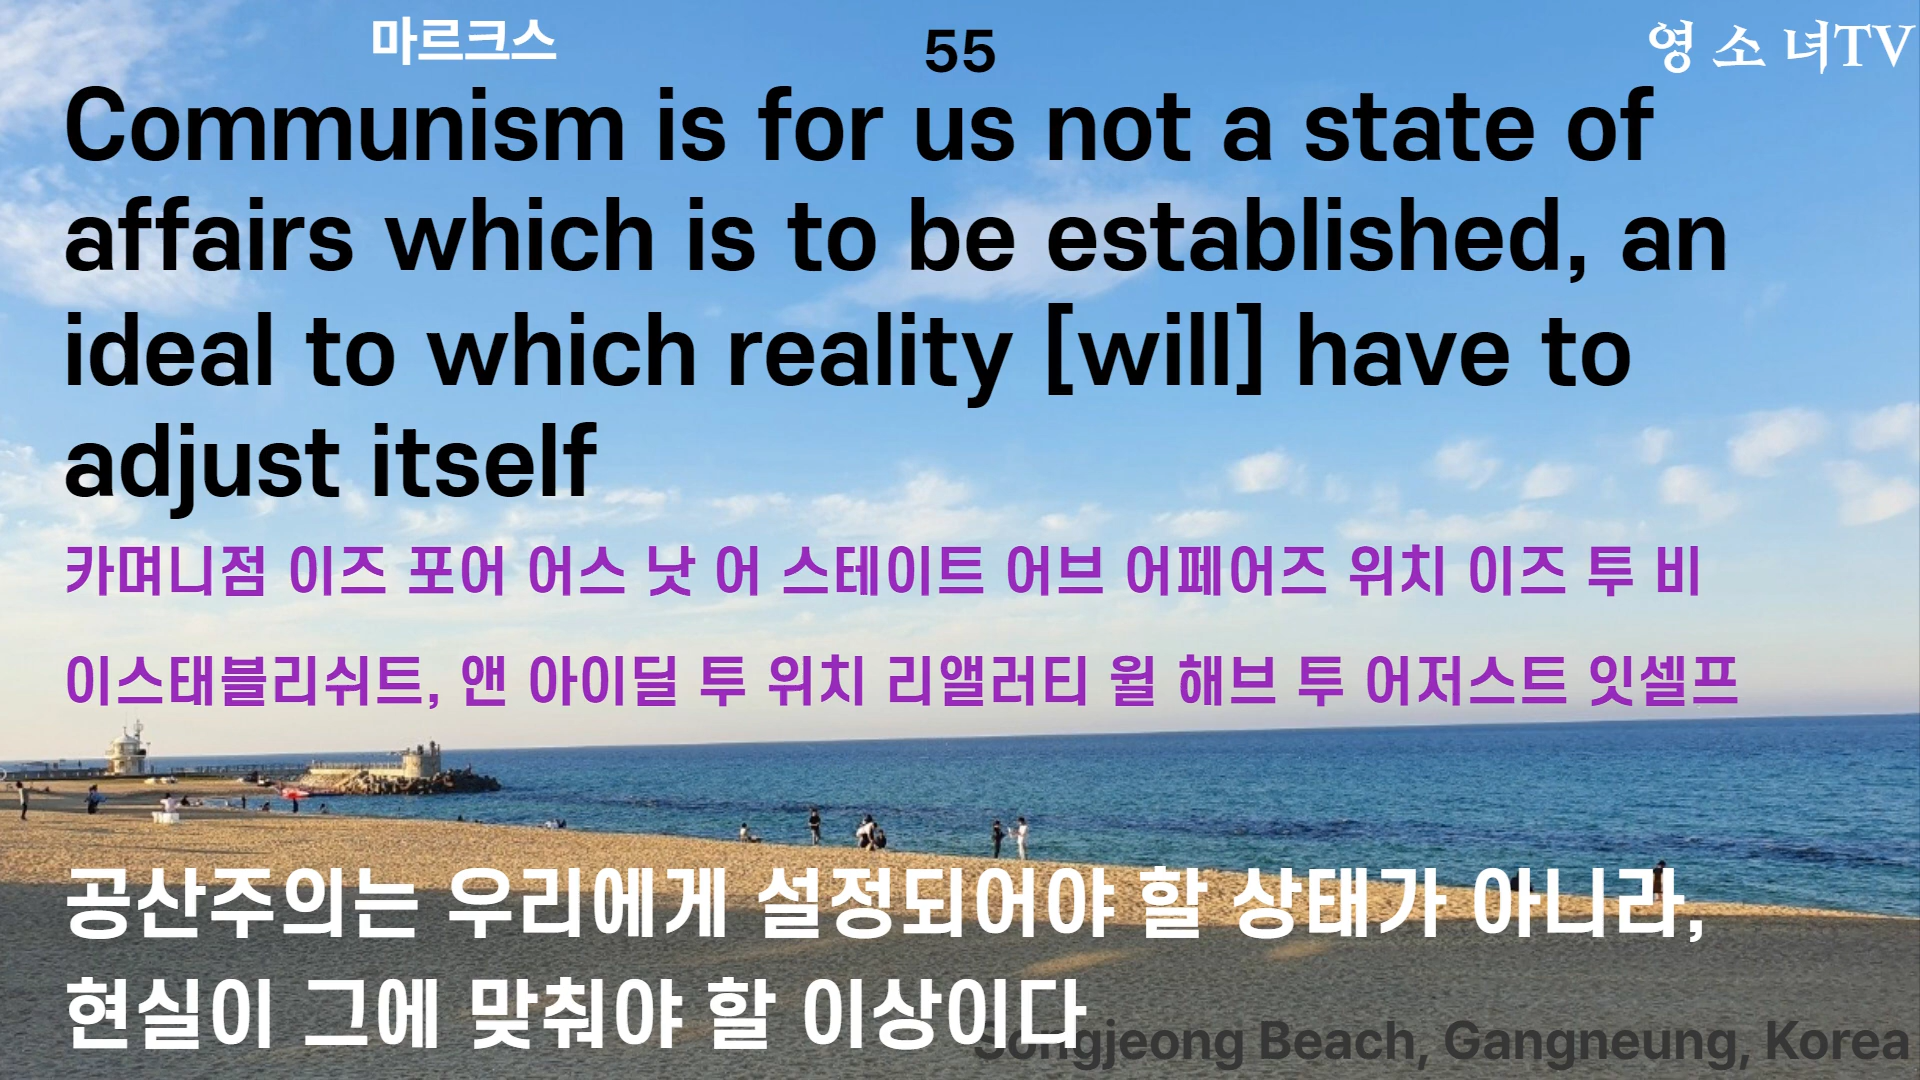 마르크스
55
영소녀TV
Communism is for us not a state of
affairs which is to be established, an
ideal to which reality [will] have to
adjust itself
카며니점 이즈 포어 어스 낫 어 스테이트 어브 어페어즈 위치 이즈 투 비
이스태블리쉬트, 앤 아이딜 투 위치 리앨러티 윌 해브 투 어저스트 잇셀프
공산주의는 우리에게 설정되어야 할 상태가 아니라,
현실이 그에 맞춰야 할 이상이다
Songjeong Beach, Gangneung, Korea